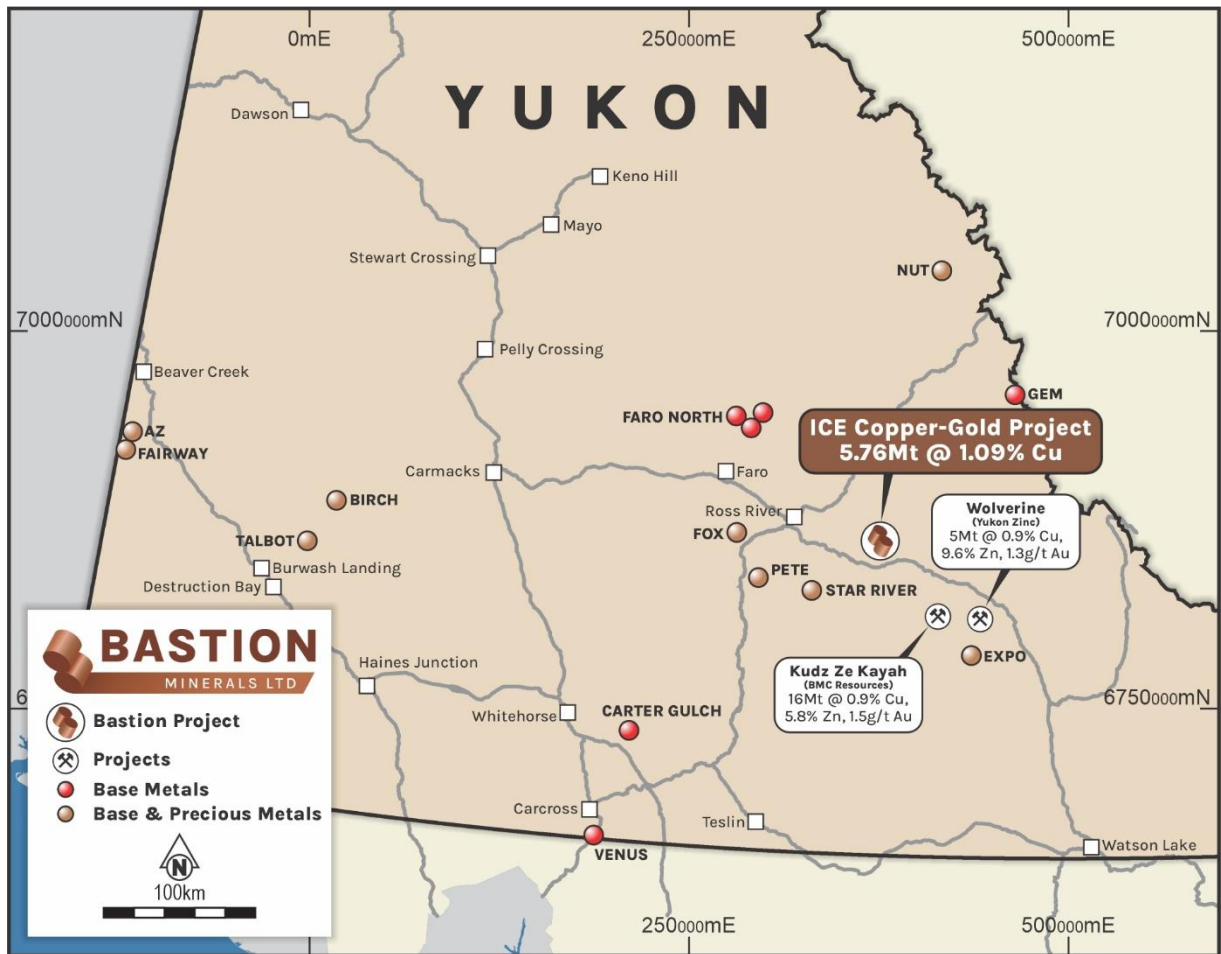 0mE
250000mE
500000mE
YUKON
Dawson
Keno Hill
Mayo
Stewart Crossing
NUT
7000000mN
7000000mN
Pelly Crossing
Beaver Creek
GEM
AZ
FAIRWAY
FARO NORTH
ICE Copper-Gold Project
5.76Mt @ 1.09% Cu
Carmacks
Faro
BIRCH
Ross River
Wolverine
(Yukon Zinc)
5Mt @ 0.9% Cu,
9.6% Zn, 1.3g/t Au
FOX
TALBOT
Burwash Landing
Destruction Bay
PETE
STAR RIVER
EXPO
Kudz Ze Kayah
(BMC Resources)
16Mt @ 0.9% Cu,
5.8% Zn, 1.5g/t Au
Haines Junction
Whitehorse
CARTER GULCH
6
6750000mN
Carcross
Teslin
VENUS
Watson Lake
BASTION
MINERALS LTD
Bastion Project
Projects
Base Metals
Base & Precious Metals
N
100km
250000mE
500000mE